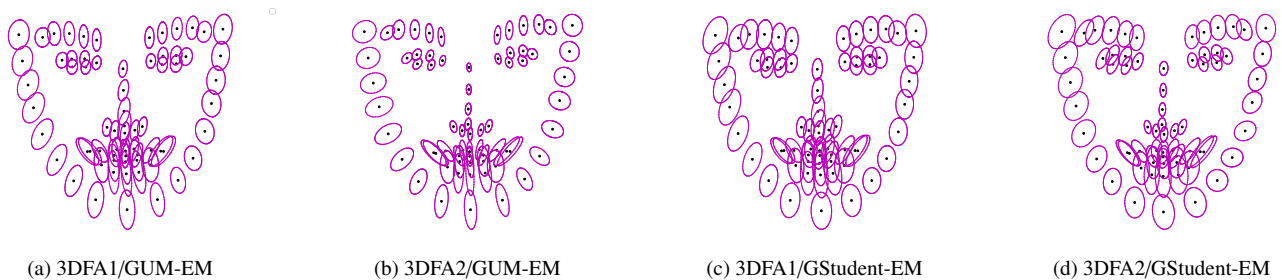 (a) 3DFA1/GUM-EM
(b) 3DFA2/GUM-EM
(c) 3DFA1/GStudent-EM
(d) 3DFA2/GStudent-EM